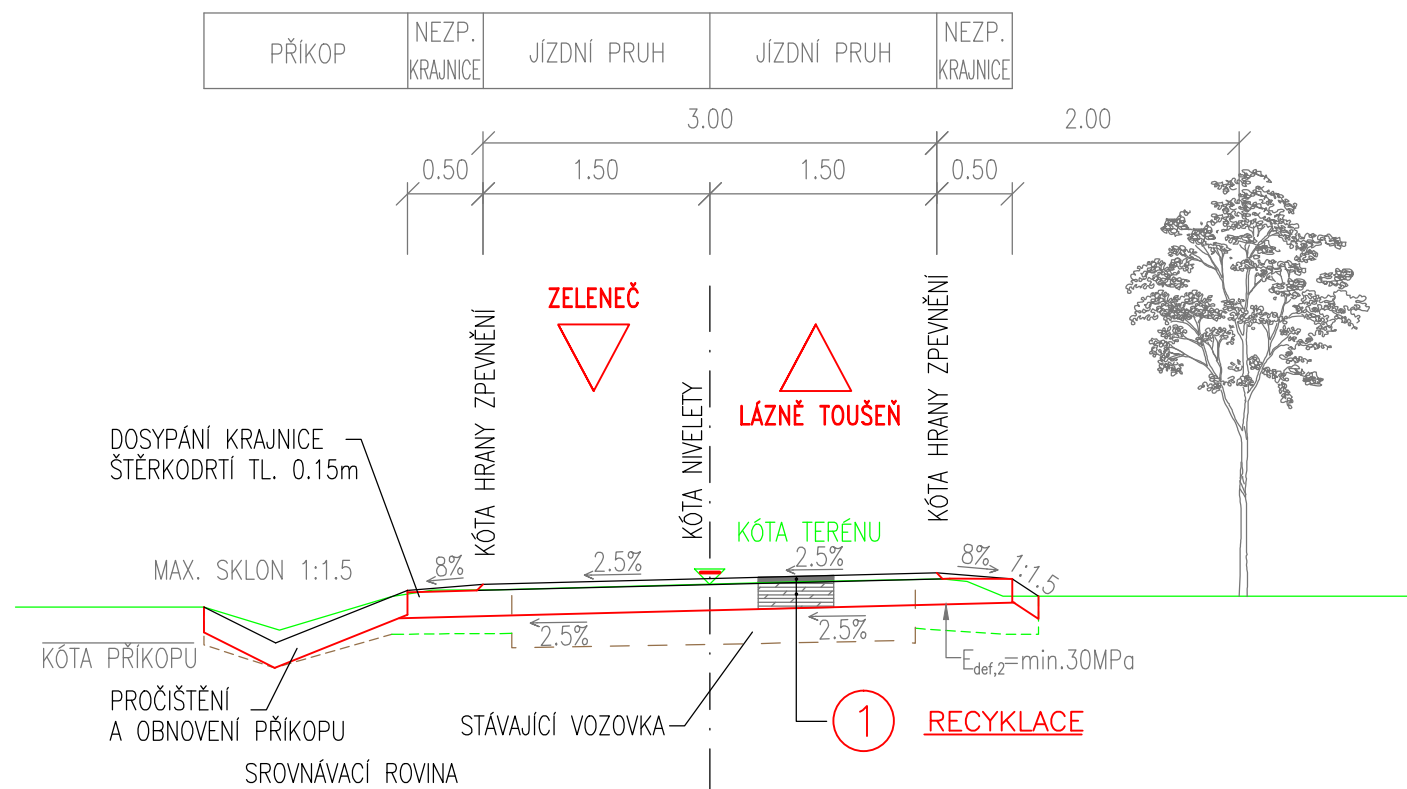 PŘÍKOP
NEZP.
KRAJNICE
JÍZDNÍ PRUH
JÍZDNÍ PRUH
NEZP.
KRAJNICE
3.00
2.00
0.50
1.50
1.50
0.50
ZELENEČ
LÁZNĚ TOUŠEŇ
KÓTA HRANY ZPEVNĚNÍ
KÓTA NIVELETY
KÓTA HRANY ZPEVNĚNÍ
DOSYPÁNÍ KRAJNICE
ŠTĚRKODRTÍ TL. 0.15m
KÓTA TERÉNU
MAX. SKLON 1:1.5
8%
2.5%
2.5%
8%
1:1.5
2.5%
2.5%
KÓTA PŘÍKOPU
Edef,2=min.30MPa
PROČIŠTĚNÍ
A OBNOVENÍ PŘÍKOPU
STÁVAJÍCÍ VOZOVKA
1
RECYKLACE
SROVNÁVACÍ ROVINA